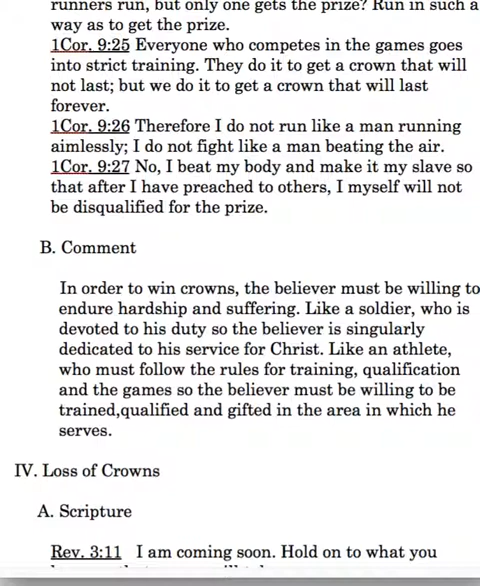 runners run, but only one gets the prize? Run in such a
way as to get the prize.
1Cor. 9:25 Everyone who competes in the games goes
into strict training. They do it to get a crown that will
not last; but we do it to get a crown that will last
forever.
1Cor. 9:26 Therefore I do not run like a man running
aimlessly; I do not fight like a man beating the air.
1Cor. 9:27 No, I beat my body and make it my slave so
that after I have preached to others, I myself will not
be disqualified for the prize.
B. Comment
In order to win crowns, the believer must be willing to
endure hardship and suffering. Like a soldier, who is
devoted to his duty so the believer is singularly
dedicated to his service for Christ. Like an athlete,
who must follow the rules for training, qualification
and the games so the believer must be willing to be
trained,qualified and gifted in the area in which he
serves.
IV. Loss of Crowns
A. Scripture
Rev. 3:11 I am coming soon. Hold on to what you